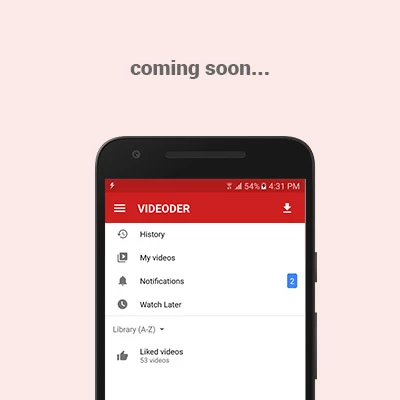 coming soon...
54% 4:31 PM
VIDEODER
History
My videos
Notifications 2
Watch Later
Library (A-Z)
Liked videos
53 videos